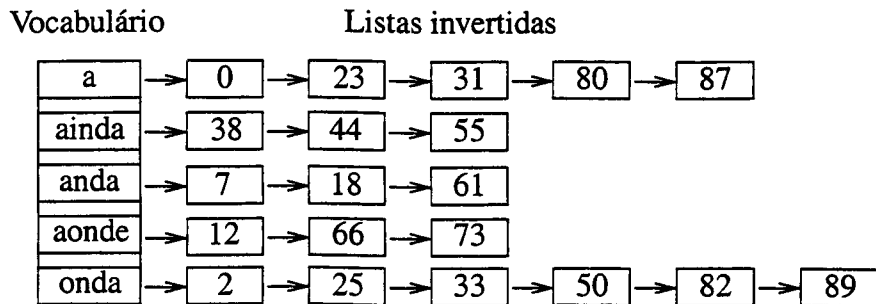 Vocabulário Listas invertidas
a 0 23 31 80 87
ainda 38 44 55
anda 7 18 61
aonde 12 66 73
onda 2 25 33 50 82 89